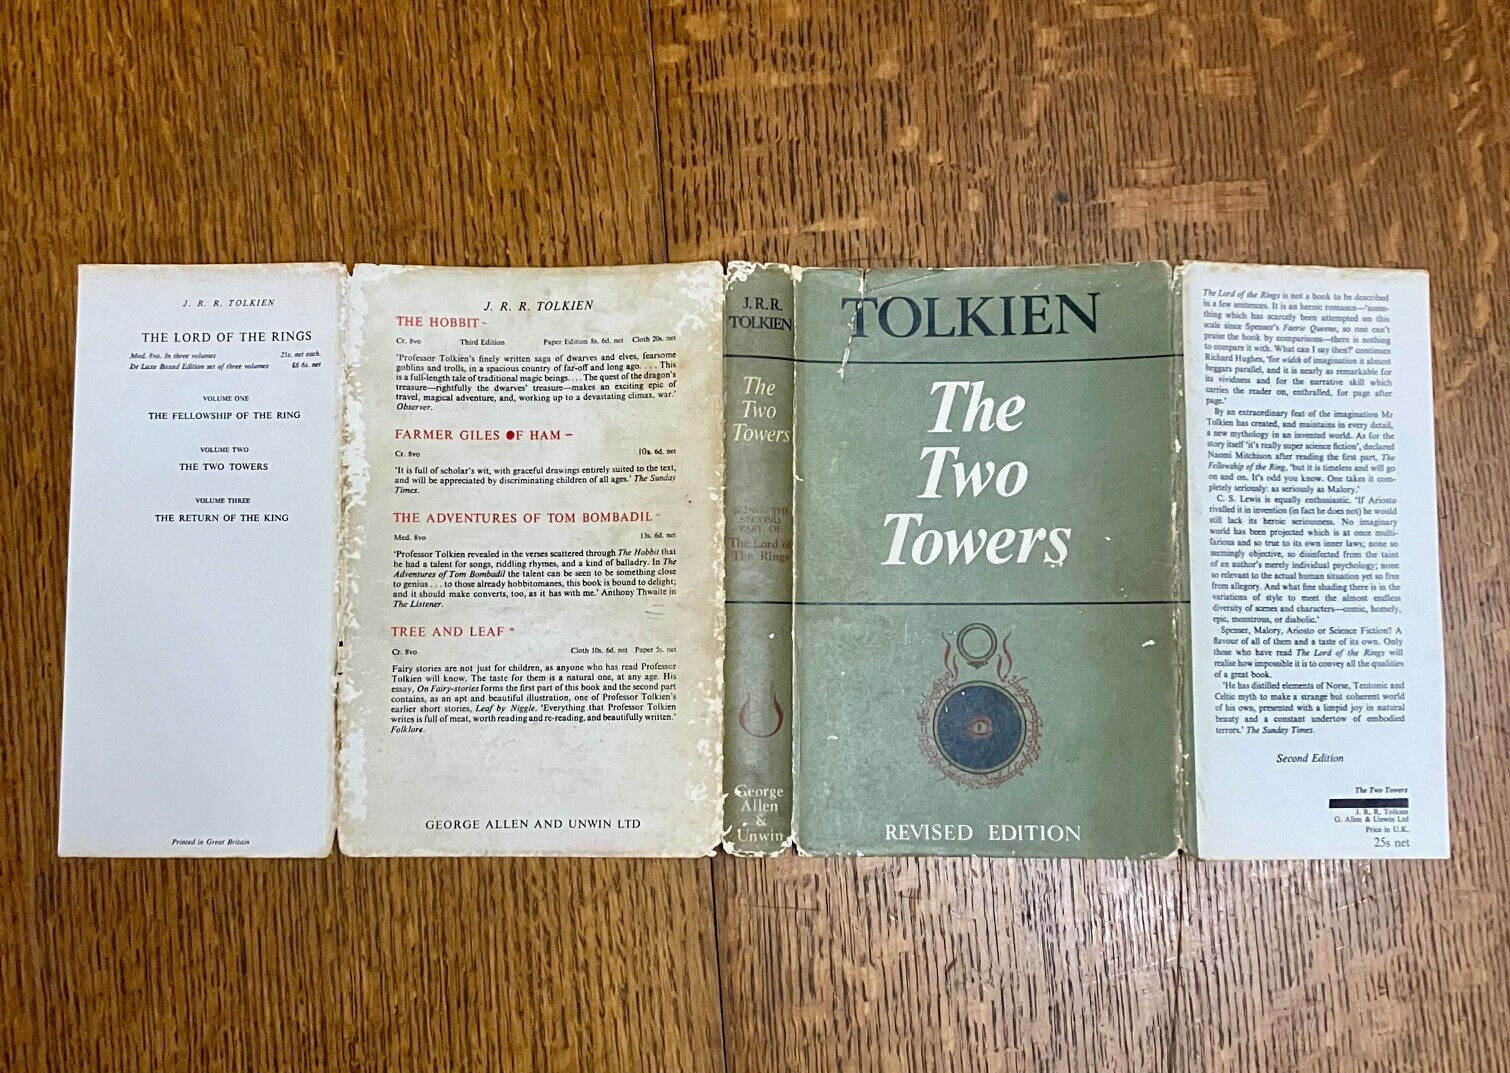 J. R. R. TOLKIEN
THE LORD OF THE RINGS
Med. 8vo. In three volumes 25s. net each.
De Luxe Boxed Edition set of three volumes £6 6s. net
VOLUME ONE
THE FELLOWSHIP OF THE RING
VOLUME TWO
THE TWO TOWERS
VOLUME THREE
THE RETURN OF THE KING
Printed in Great Britain
J. R. R. TOLKIEN
THE HOBBIT
Cr. 8vo Third Edition Paper Edition 8s. 6d. net Cloth 20s. net
'Professor Tolkien's finely written saga of dwarves and elves, fearsome
goblins and trolls, in a spacious country of far-off and long ago. . . . This
is a full-length tale of traditional magic beings. . . . The quest of the dragon's
treasure—rightfully the dwarves' treasure—makes an exciting epic of
travel, magical adventure, and, working up to a devastating climax, war.'
Observer.
FARMER GILES OF HAM
Cr. 8vo 10s. 6d. net
'It is full of scholar's wit, with graceful drawings entirely suited to the text,
and will be appreciated by discriminating children of all ages.' The Sunday
Times.
THE ADVENTURES OF TOM BOMBADIL
Med. 8vo 13s. 6d. net
'Professor Tolkien revealed in the verses scattered through The Hobbit that
he had a talent for songs, riddling rhymes, and a kind of balladry. In The
Adventures of Tom Bombadil the talent can be seen to be something close
to genius . . . to those already hobbitomanes, this book is bound to delight;
and it should make converts, too, as it has with me.' Anthony Thwaite in
The Listener.
TREE AND LEAF
Cr. 8vo Cloth 10s. 6d. net Paper 5s. net
Fairy stories are not just for children, as anyone who has read Professor
Tolkien will know. The taste for them is a natural one, at any age. His
essay, On Fairy-stories forms the first part of this book and the second part
contains, as an apt and beautiful illustration, one of Professor Tolkien's
earlier short stories, Leaf by Niggle. 'Everything that Professor Tolkien
writes is full of meat, worth reading and re-reading, and beautifully written.'
Folklore.
GEORGE ALLEN AND UNWIN LTD
J.R.R.
TOLKIEN
The
Two
Towers
BEING THE
SECOND
PART OF
The Lord of
The Rings
George
Allen
&
Unwin
TOLKIEN
The
Two
Towers
REVISED EDITION
The Lord of the Rings is not a book to be described
in a few sentences. It is an heroic romance—'some-
thing which has scarcely been attempted on this
scale since Spenser's Faerie Queene, so one can't
praise the book by comparisons—there is nothing
to compare it with. What can I say then?' continues
Richard Hughes, 'for width of imagination it almost
beggars parallel, and it is nearly as remarkable for
its vividness and for the narrative skill which
carries the reader on, enthralled, for page after
page.'
By an extraordinary feat of the imagination Mr
Tolkien has created, and maintains in every detail,
a new mythology in an invented world. As for the
story itself 'it's really super science fiction', declared
Naomi Mitchison after reading the first part, The
Fellowship of the Ring, 'but it is timeless and will go
on and on. It's odd you know. One takes it com-
pletely seriously: as seriously as Malory.'
C. S. Lewis is equally enthusiastic. 'If Ariosto
rivalled it in invention (in fact he does not) he would
still lack its heroic seriousness. No imaginary
world has been projected which is at once multi-
farious and so true to its own inner laws; none so
seemingly objective, so disinfected from the taint
of an author's merely individual psychology; none
so relevant to the actual human situation yet so free
from allegory. And what fine shading there is in the
variations of style to meet the almost endless
diversity of scenes and characters—comic, homely,
epic, monstrous, or diabolic.'
Spenser, Malory, Ariosto or Science Fiction? A
flavour of all of them and a taste of its own. Only
those who have read The Lord of the Rings will
realise how impossible it is to convey all the qualities
of a great book.
'He has distilled elements of Norse, Teutonic and
Celtic myth to make a strange but coherent world
of his own, presented with a limpid joy in natural
beauty and a constant undertow of embodied
terrors.' The Sunday Times.
Second Edition
The Two Towers
J. R. R. Tolkien
G. Allen & Unwin Ltd
Price in U.K.
25s net